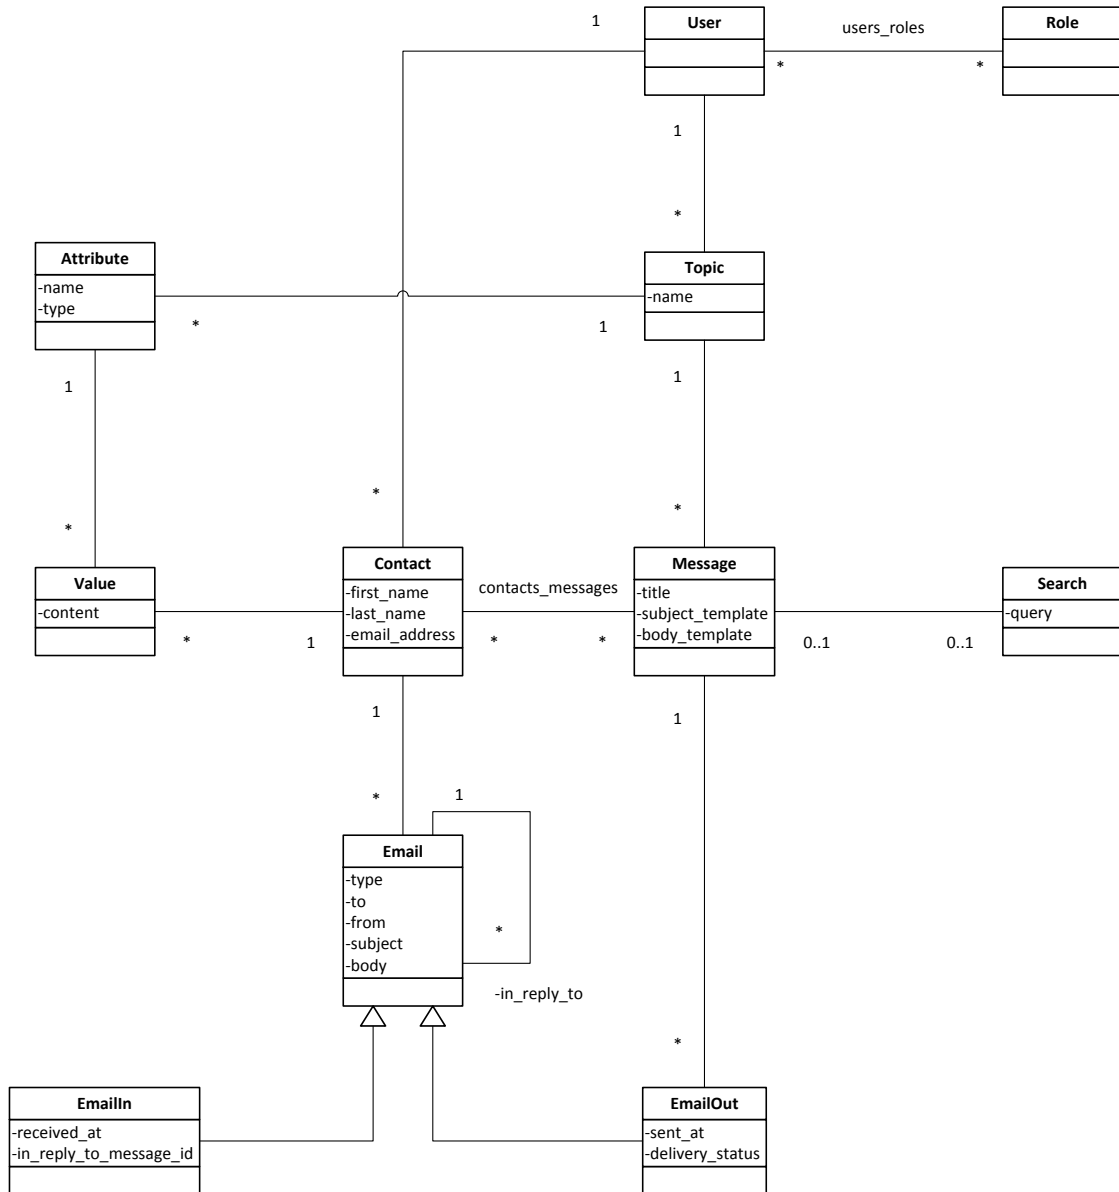 1
User
users_roles
Role
*
*
1
*
Attribute
-name
-type
Topic
-name
*
1
1
1
*
*
*
Value
-content
Contact
-first_name
-last_name
-email_address
contacts_messages
Message
-title
-subject_template
-body_template
Search
-query
*
1
*
*
0..1
0..1
1
1
*
1
Email
-type
-to
-from
-subject
-body
*
-in_reply_to
*
EmailIn
-received_at
-in_reply_to_message_id
EmailOut
-sent_at
-delivery_status